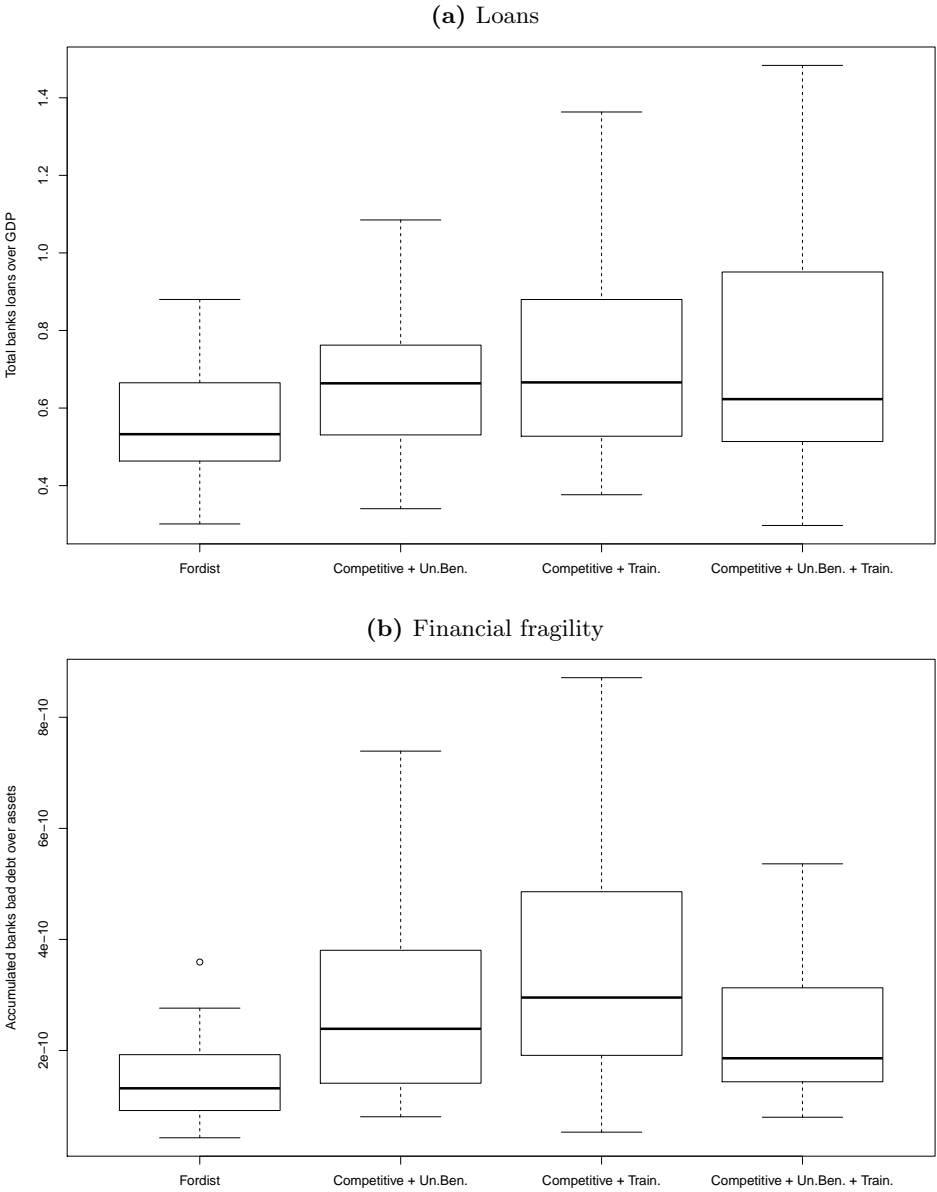 (a) Loans
Total banks loans over GDP
1.4
1.2
1.0
0.8
0.6
0.4
Fordist
Competitive + Un.Ben.
Competitive + Train.
Competitive + Un.Ben. + Train.
(b) Financial fragility
Accumulated banks bad debt over assets
8e−10
6e−10
4e−10
2e−10
Fordist
Competitive + Un.Ben.
Competitive + Train.
Competitive + Un.Ben. + Train.